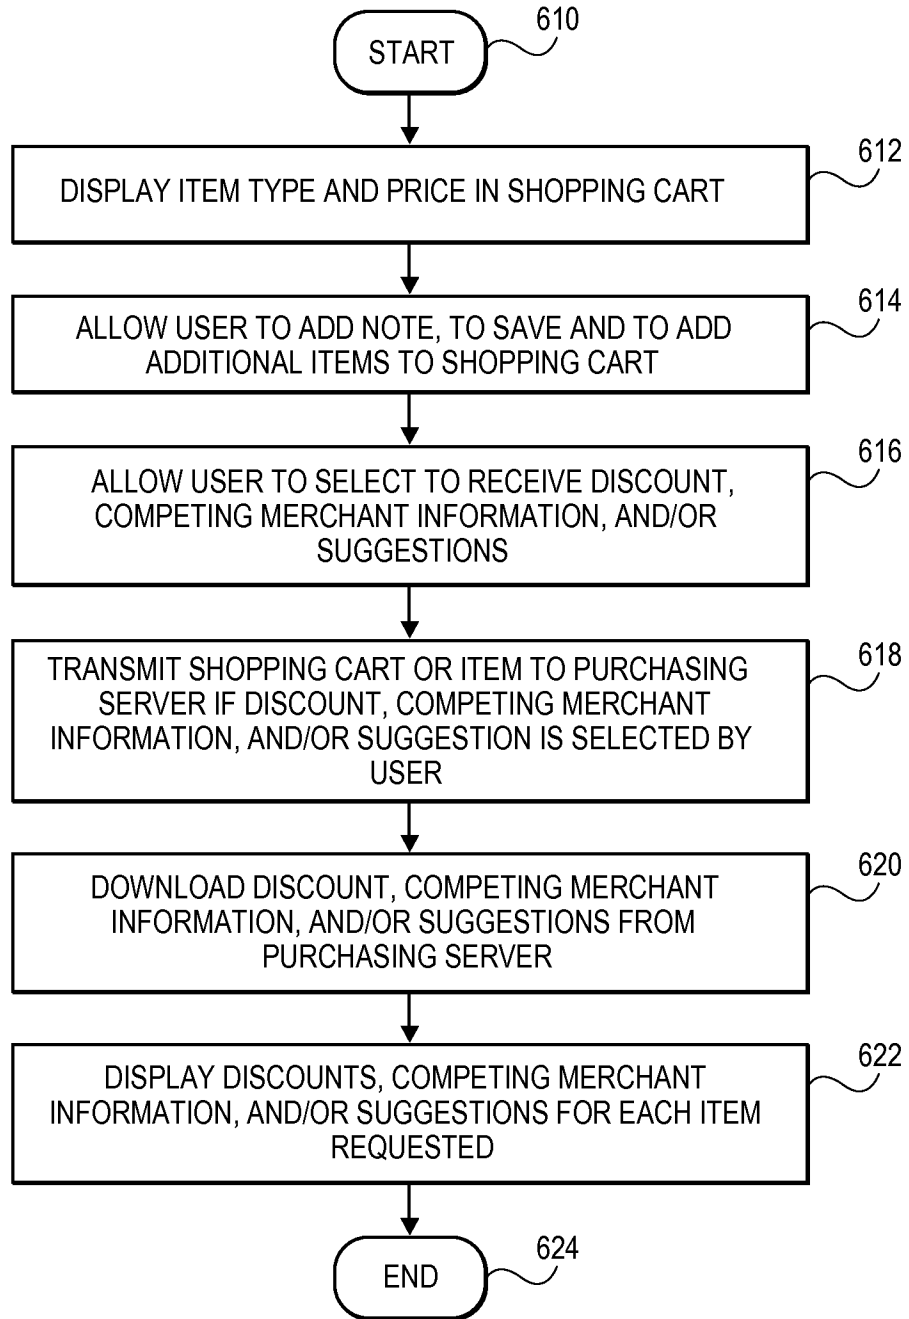 START
610
DISPLAY ITEM TYPE AND PRICE IN SHOPPING CART
612
ALLOW USER TO ADD NOTE, TO SAVE AND TO ADD
ADDITIONAL ITEMS TO SHOPPING CART
614
ALLOW USER TO SELECT TO RECEIVE DISCOUNT,
COMPETING MERCHANT INFORMATION, AND/OR
SUGGESTIONS
616
TRANSMIT SHOPPING CART OR ITEM TO PURCHASING
SERVER IF DISCOUNT, COMPETING MERCHANT
INFORMATION, AND/OR SUGGESTION IS SELECTED BY
USER
618
DOWNLOAD DISCOUNT, COMPETING MERCHANT
INFORMATION, AND/OR SUGGESTIONS FROM
PURCHASING SERVER
620
DISPLAY DISCOUNTS, COMPETING MERCHANT
INFORMATION, AND/OR SUGGESTIONS FOR EACH ITEM
REQUESTED
622
END
624